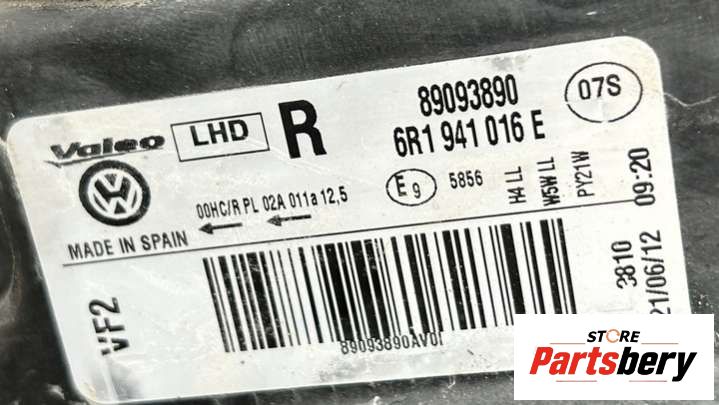 Valeo
LHD
R
89093890
6R1 941 016 E
07S
E9
5856
H4 LL
W5W LL
PY21W
09:20
00HC/R PL 02A 011a 12,5
MADE IN SPAIN
VF2
3810
21/06/12
89093890AV01
STORE
Partsbery